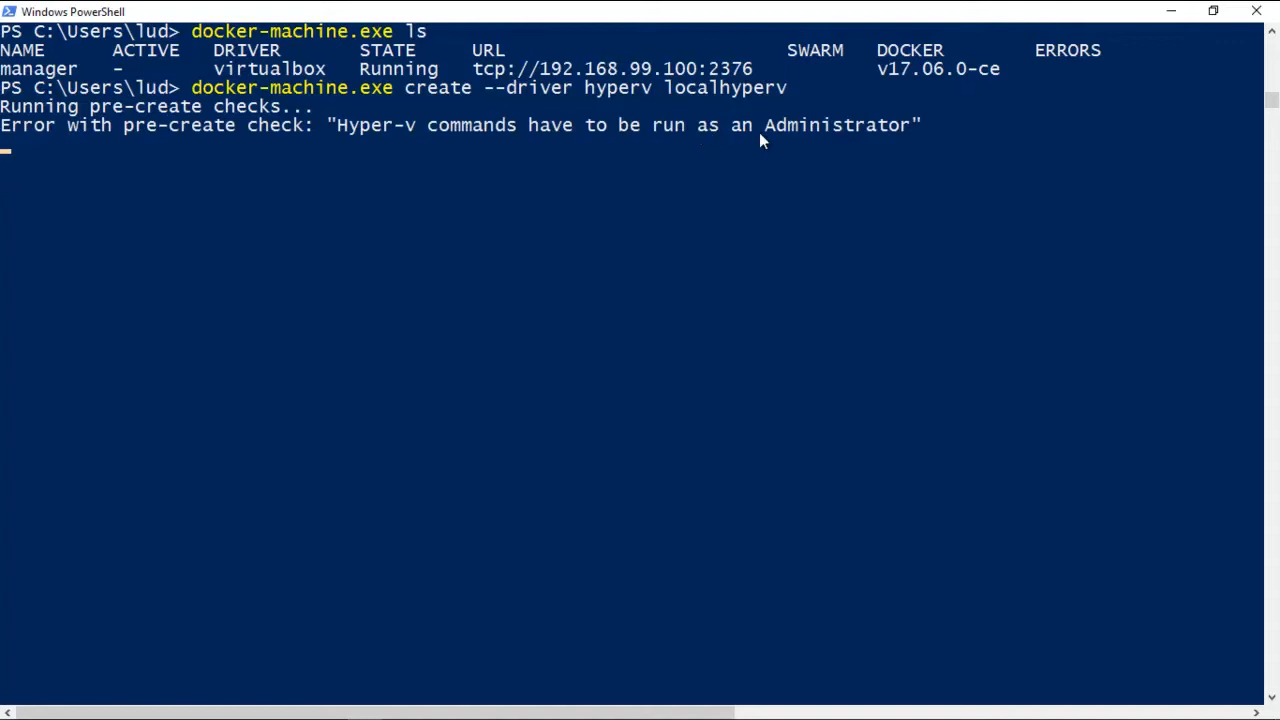 Windows PowerShell
PS C:\Users\lud> docker-machine.exe ls
NAME ACTIVE DRIVER STATE URL SWARM DOCKER ERRORS
manager - virtualbox Running tcp://192.168.99.100:2376 v17.06.0-ce
PS C:\Users\lud> docker-machine.exe create --driver hyperv localhyperv
Running pre-create checks...
Error with pre-create check: "Hyper-v commands have to be run as an Administrator"